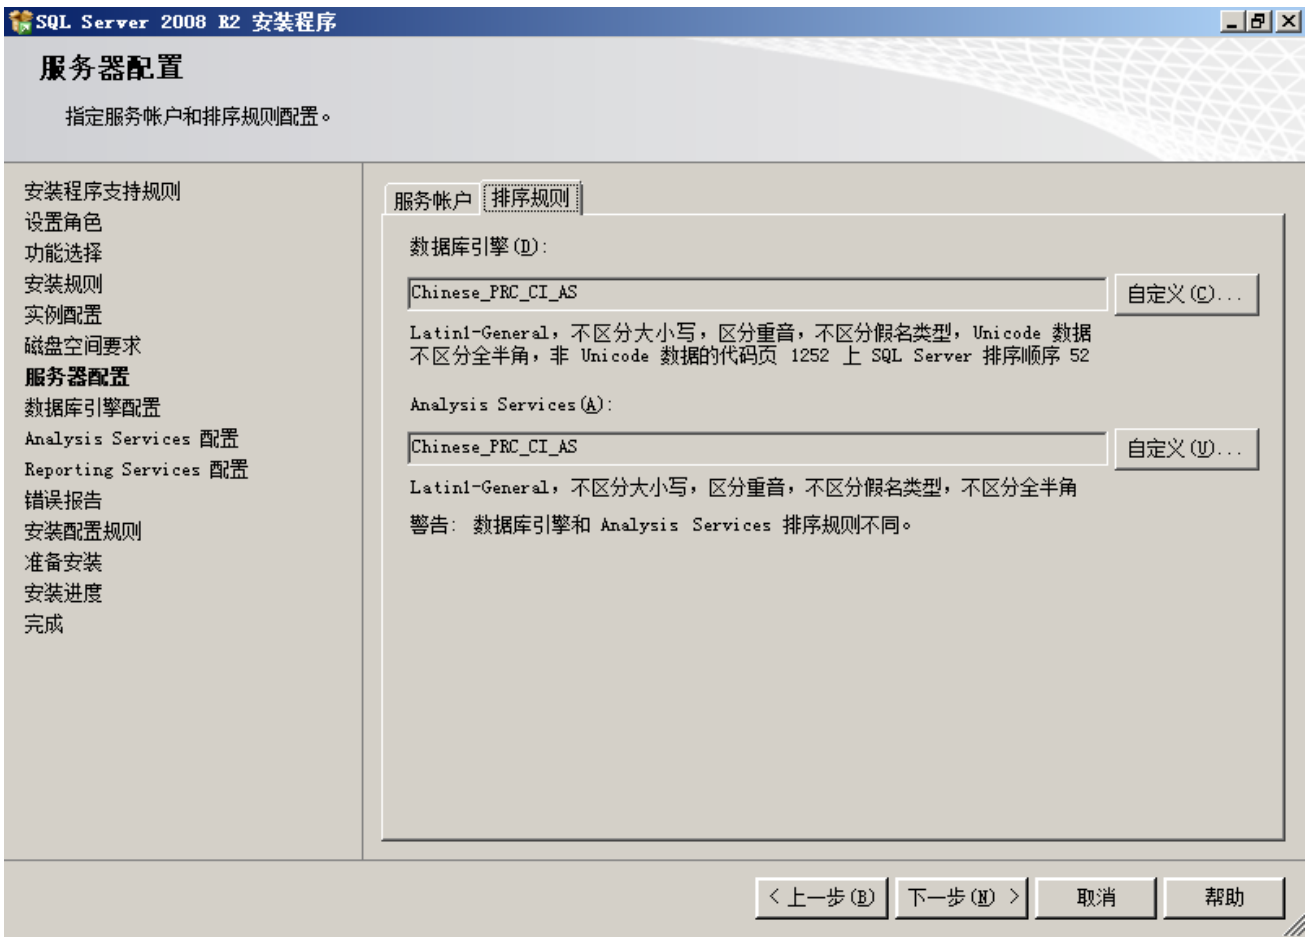 SQL Server 2008 R2 安装程序
服务器配置
指定服务帐户和排序规则配置。
安装程序支持规则
设置角色
功能选择
安装规则
实例配置
磁盘空间要求
服务器配置
数据库引擎配置
Analysis Services 配置
Reporting Services 配置
错误报告
安装配置规则
准备安装
安装进度
完成
服务帐户 排序规则
数据库引擎(D):
Chinese_PRC_CI_AS 自定义(C)...
Latin1-General，不区分大小写，区分重音，不区分假名类型，Unicode 数据
不区分全半角，非 Unicode 数据的代码页 1252 上 SQL Server 排序顺序 52
Analysis Services(A):
Chinese_PRC_CI_AS 自定义(U)...
Latin1-General，不区分大小写，区分重音，不区分假名类型，不区分全半角
警告: 数据库引擎和 Analysis Services 排序规则不同。
< 上一步(B) 下一步(N) > 取消 帮助